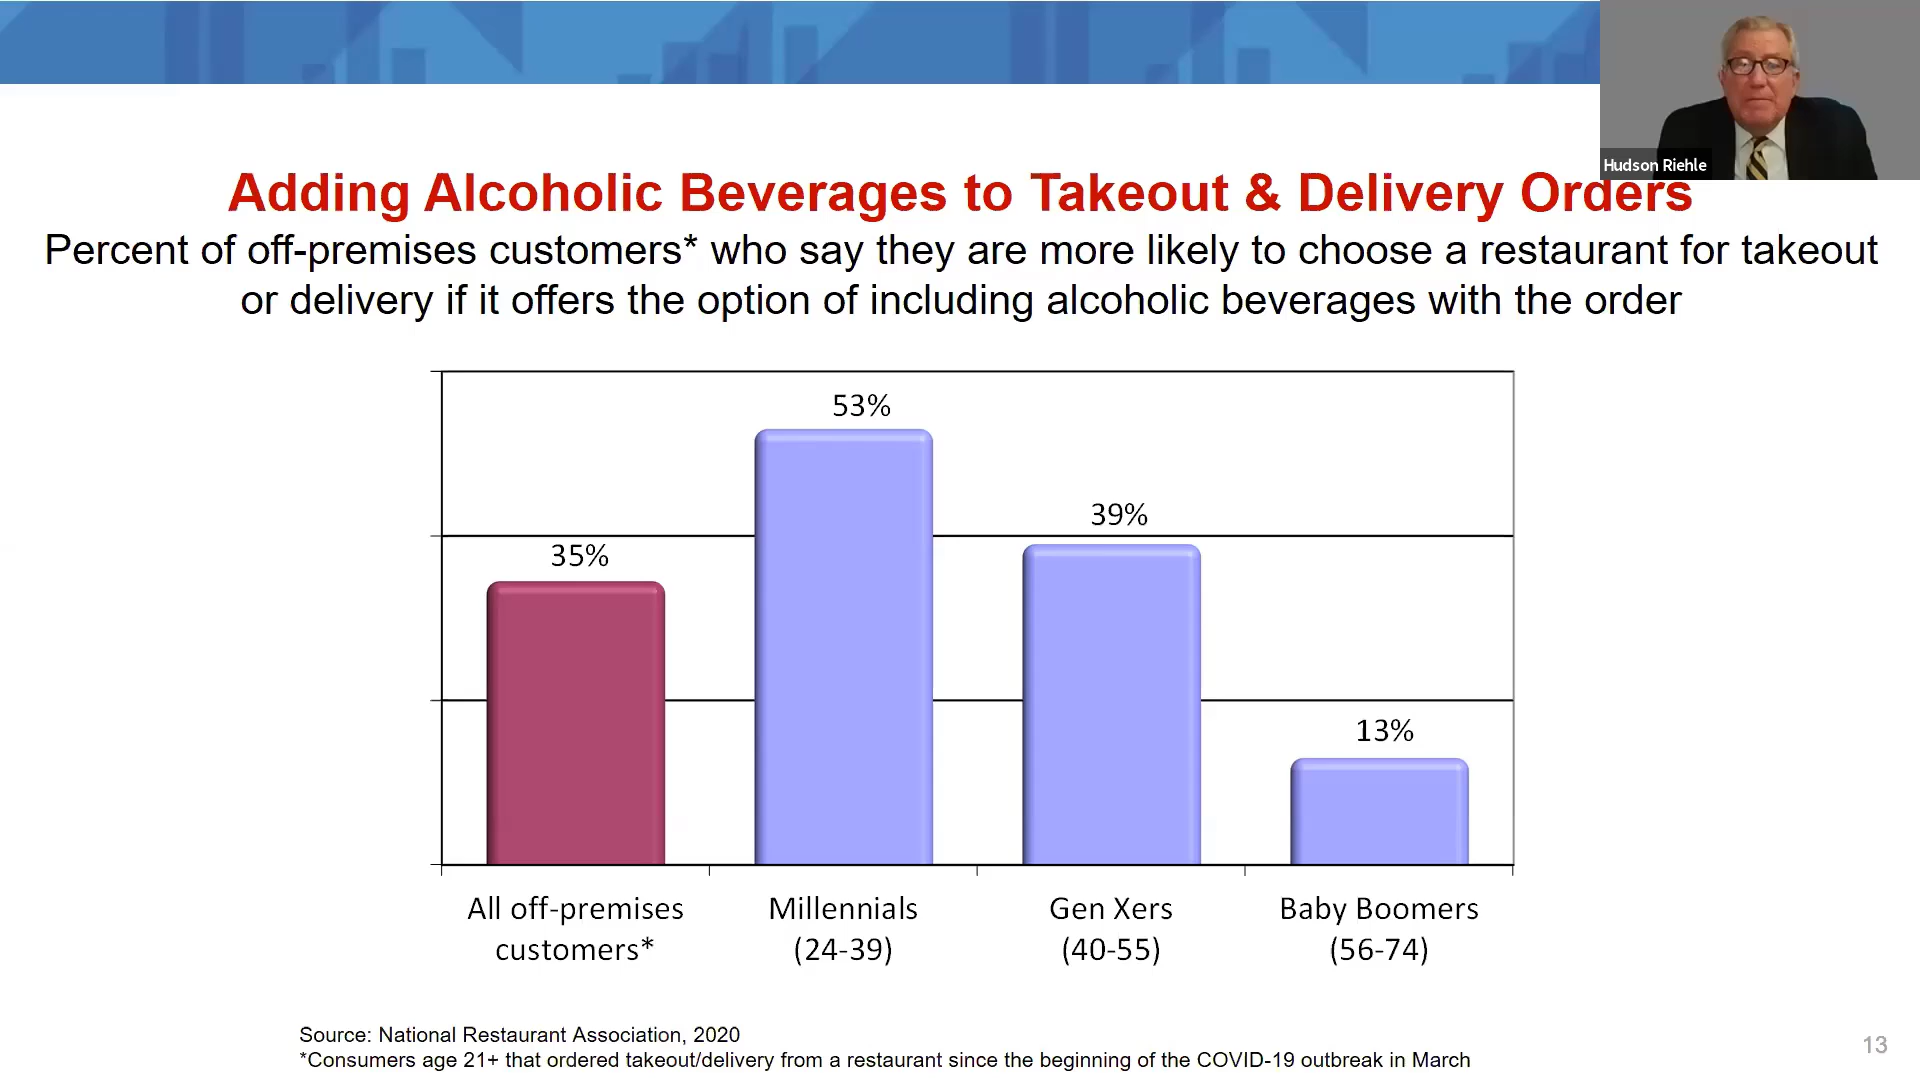 Hudson Riehle
Adding Alcoholic Beverages to Takeout & Delivery Orders
Percent of off-premises customers* who say they are more likely to choose a restaurant for takeout
or delivery if it offers the option of including alcoholic beverages with the order
53%
39%
35%
13%
All off-premises
customers*
Millennials
(24-39)
Gen Xers
(40-55)
Baby Boomers
(56-74)
Source: National Restaurant Association, 2020
*Consumers age 21+ that ordered takeout/delivery from a restaurant since the beginning of the COVID-19 outbreak in March
13